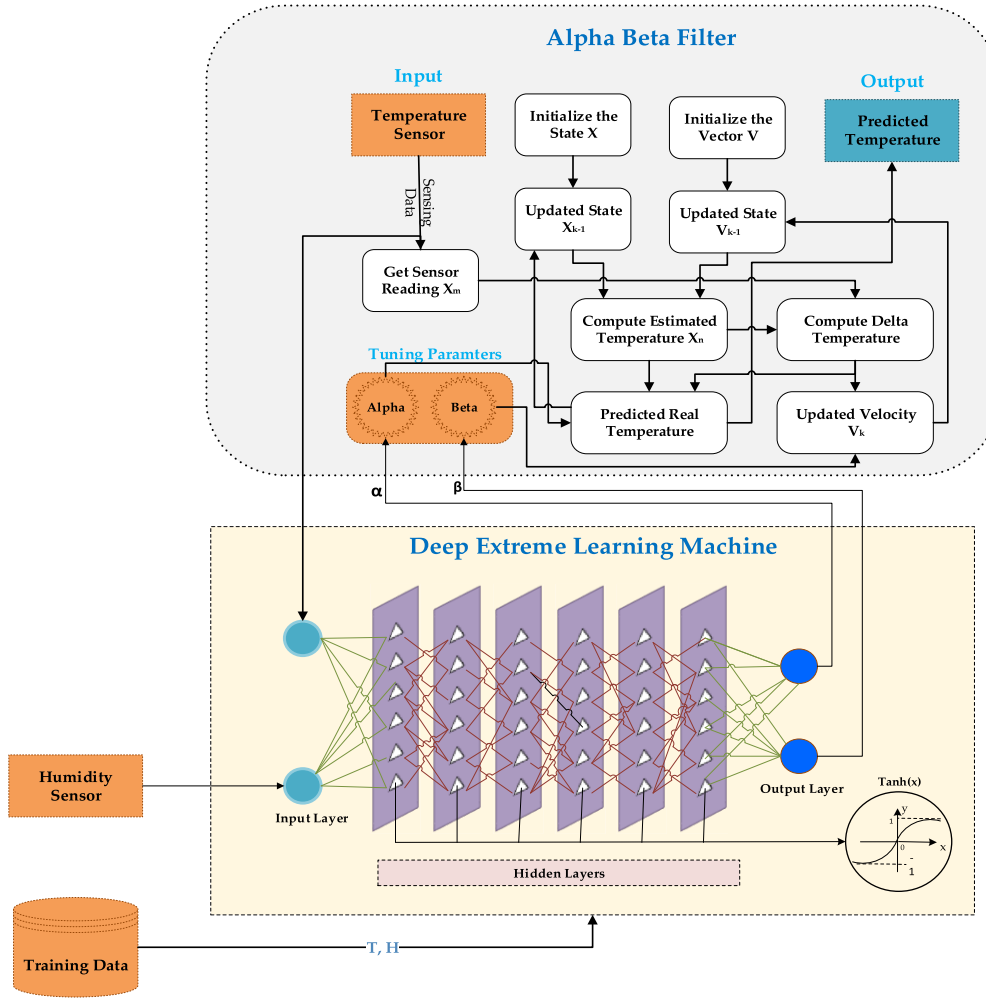 Alpha Beta Filter
Input
Output
Temperature
Sensor
Initialize the
State X
Initialize the
Vector V
Predicted
Temperature
Sensing
Data
Updated State
Xk-1
Updated State
Vk-1
Get Sensor
Reading Xm
Compute Estimated
Temperature Xn
Compute Delta
Temperature
Tuning Paramters
Alpha
Beta
Predicted Real
Temperature
Updated Velocity
Vk
α
β
Deep Extreme Learning Machine
Humidity
Sensor
Input Layer
Output Layer
Tanh(x)
y
1
0
x
-
1
Hidden Layers
Training Data
T, H